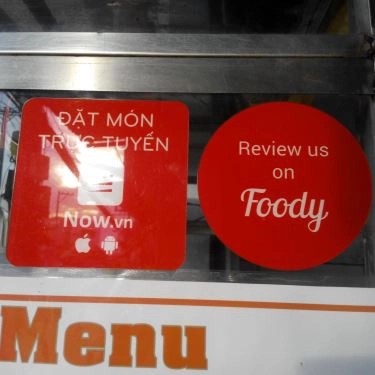 ĐẶT MÓN
TRỰC TUYẾN
Now.vn
Review us
on
Foody
Menu